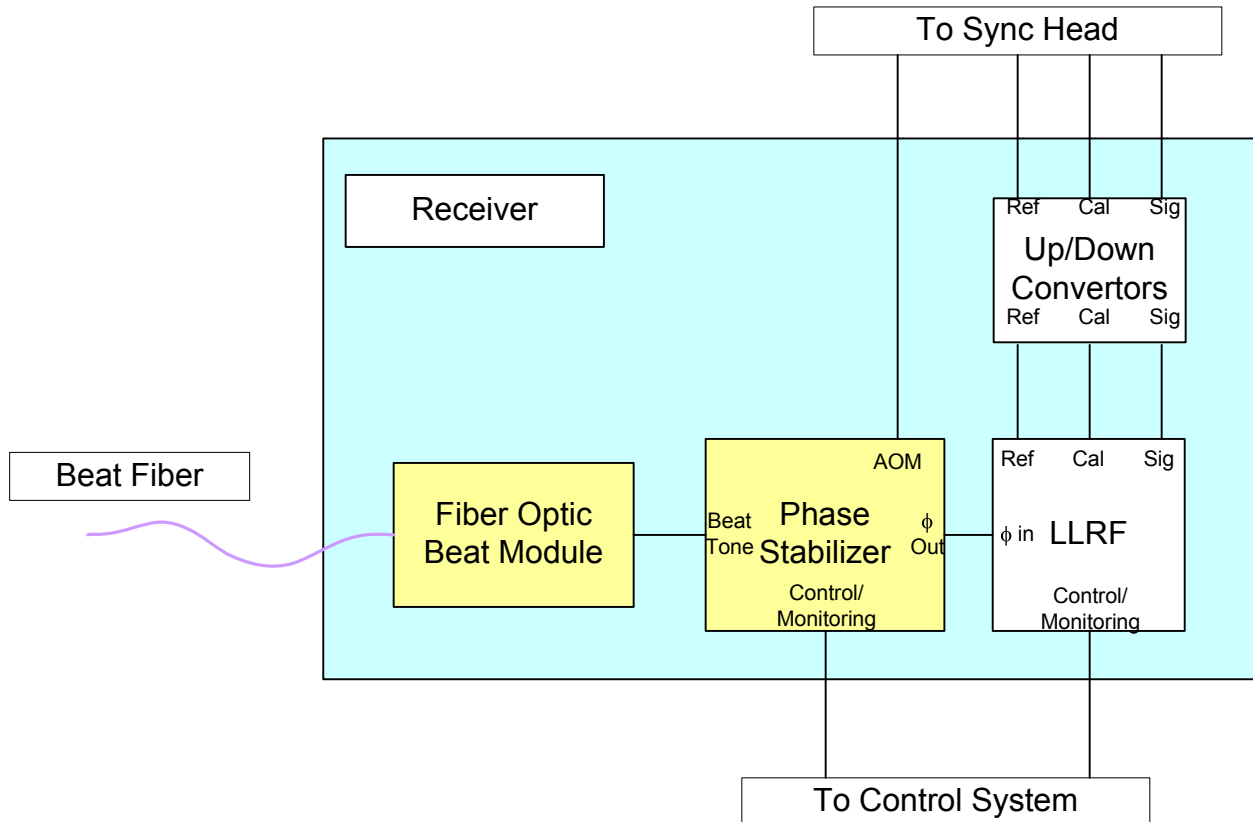 To Sync Head
Receiver
Ref Cal Sig
Up/Down
Convertors
Ref Cal Sig
Beat Fiber
Fiber Optic
Beat Module
AOM
Beat
Tone
Phase
Stabilizer
ϕ
Out
Control/
Monitoring
Ref Cal Sig
ϕ in LLRF
Control/
Monitoring
To Control System